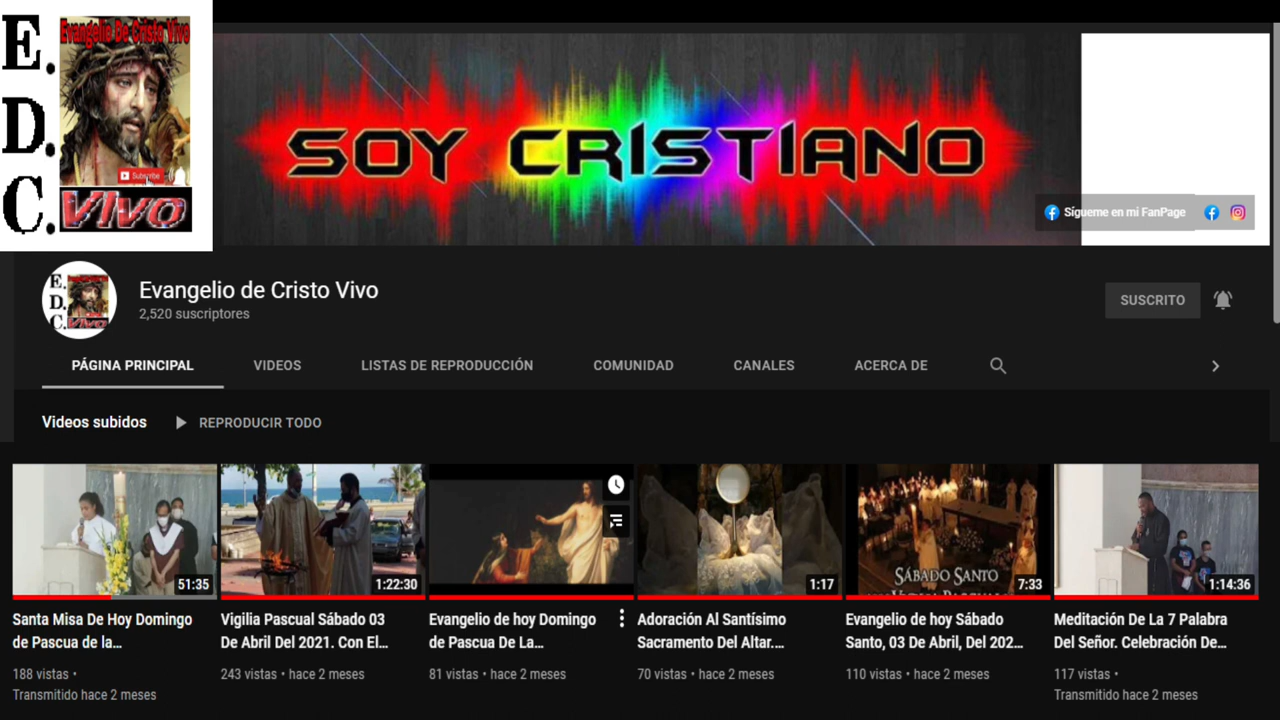 E.
D.
C.
Evangelio De Cristo Vivo
Subscribe
Vivo
SOY CRISTIANO
Sígueme en mi FanPage
E.
D.
C.
Vivo
Evangelio de Cristo Vivo
2,520 suscriptores
SUSCRITO
PÁGINA PRINCIPAL VIDEOS LISTAS DE REPRODUCCIÓN COMUNIDAD CANALES ACERCA DE
Videos subidos REPRODUCIR TODO
51:35
1:22:30
1:17
SÁBADO SANTO
7:33
1:14:36
Santa Misa De Hoy Domingo
de Pascua de la...
188 vistas •
Transmitido hace 2 meses
Vigilia Pascual Sábado 03
De Abril Del 2021. Con El...
243 vistas • hace 2 meses
Evangelio de hoy Domingo
de Pascua De La...
81 vistas • hace 2 meses
Adoración Al Santísimo
Sacramento Del Altar....
70 vistas • hace 2 meses
Evangelio de hoy Sábado
Santo, 03 De Abril, Del 202...
110 vistas • hace 2 meses
Meditación De La 7 Palabra
Del Señor. Celebración De...
117 vistas •
Transmitido hace 2 meses